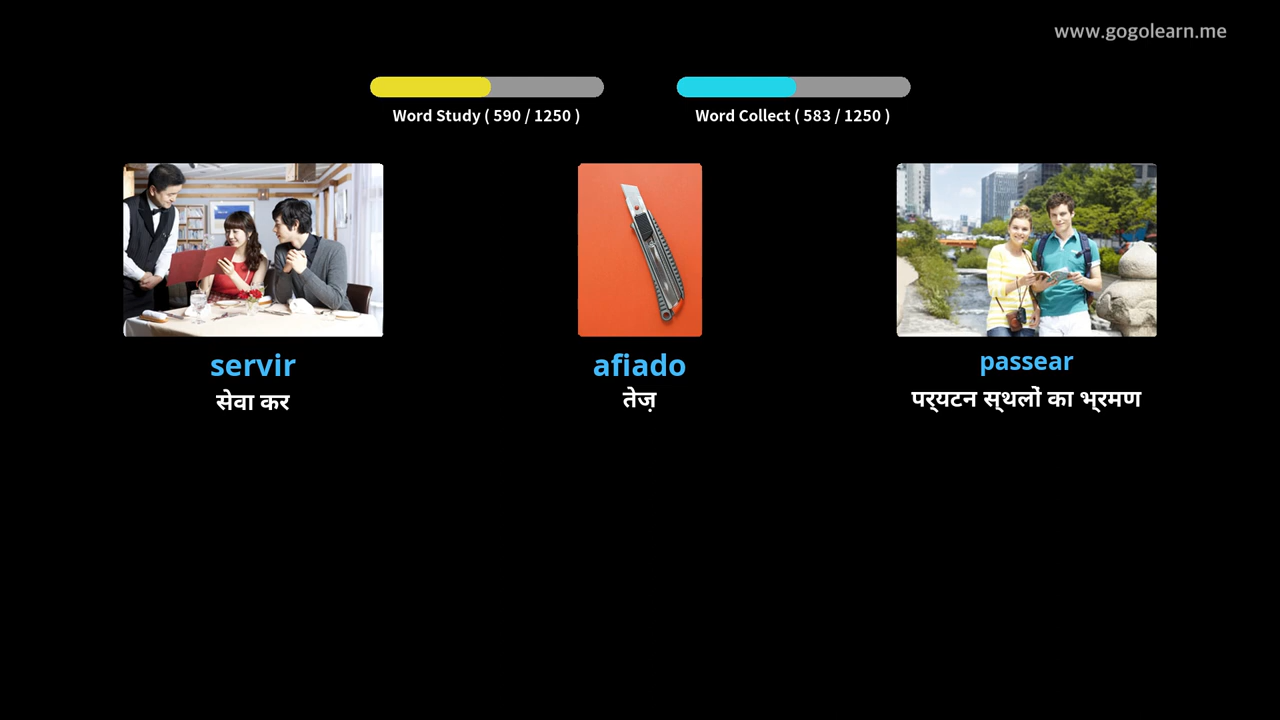 www.gogolearn.me
Word Study ( 590 / 1250 )
Word Collect ( 583 / 1250 )
servir
सेवा कर
afiado
तेज़
passear
पर्यटन स्थलों का भ्रमण